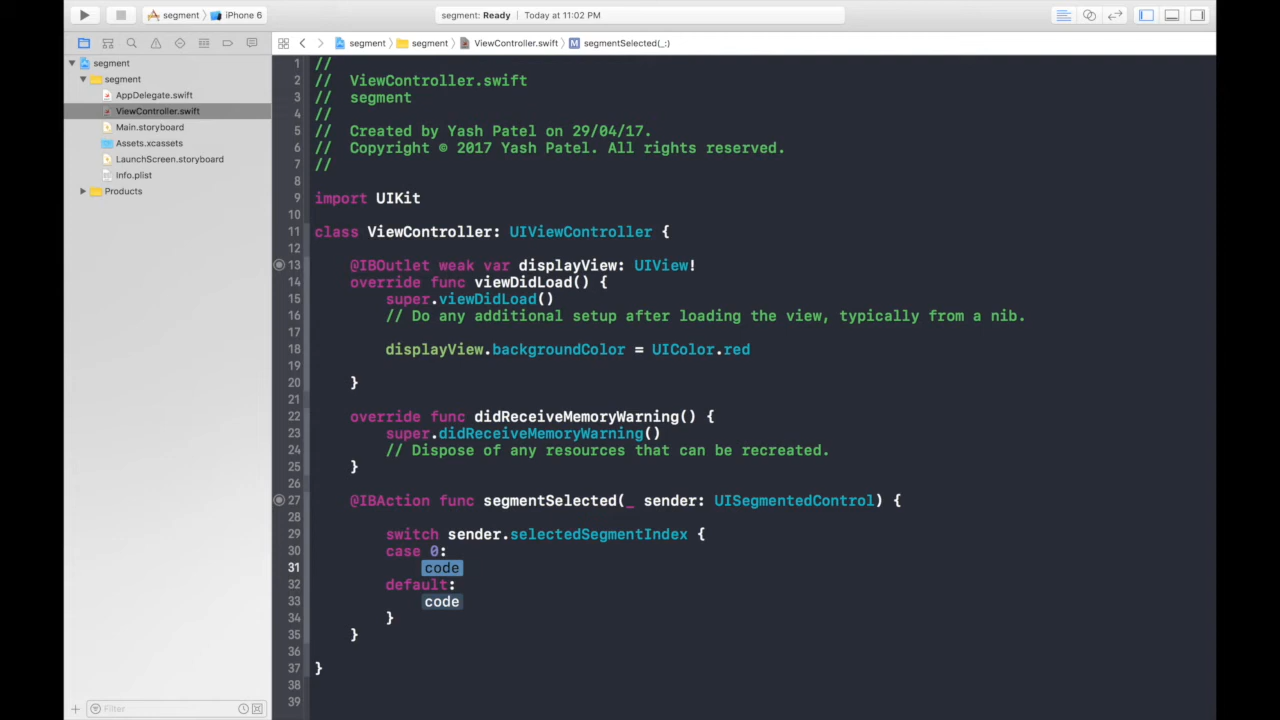 segment iPhone 6
segment: Ready Today at 11:02 PM
segment segment ViewController.swift M segmentSelected(_:)
segment
segment
AppDelegate.swift
ViewController.swift
Main.storyboard
Assets.xcassets
LaunchScreen.storyboard
Info.plist
Products
Filter
1 //
2 // ViewController.swift
3 // segment
4 //
5 // Created by Yash Patel on 29/04/17.
6 // Copyright © 2017 Yash Patel. All rights reserved.
7 //
8
9 import UIKit
10
11 class ViewController: UIViewController {
12
13 @IBOutlet weak var displayView: UIView!
14 override func viewDidLoad() {
15 super.viewDidLoad()
16 // Do any additional setup after loading the view, typically from a nib.
17
18 displayView.backgroundColor = UIColor.red
19
20 }
21
22 override func didReceiveMemoryWarning() {
23 super.didReceiveMemoryWarning()
24 // Dispose of any resources that can be recreated.
25 }
26
27 @IBAction func segmentSelected(_ sender: UISegmentedControl) {
28
29 switch sender.selectedSegmentIndex {
30 case 0:
31 code
32 default:
33 code
34 }
35 }
36
37 }
38
39